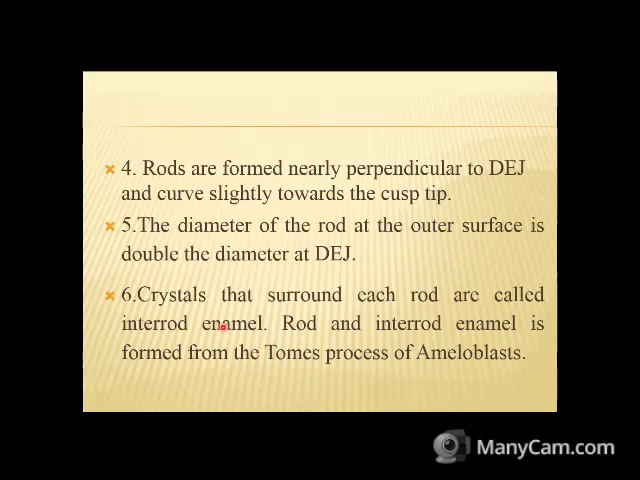 4. Rods are formed nearly perpendicular to DEJ
and curve slightly towards the cusp tip.
5.The diameter of the rod at the outer surface is
double the diameter at DEJ.
6.Crystals that surround each rod are called
interrod enamel. Rod and interrod enamel is
formed from the Tomes process of Ameloblasts.
ManyCam.com